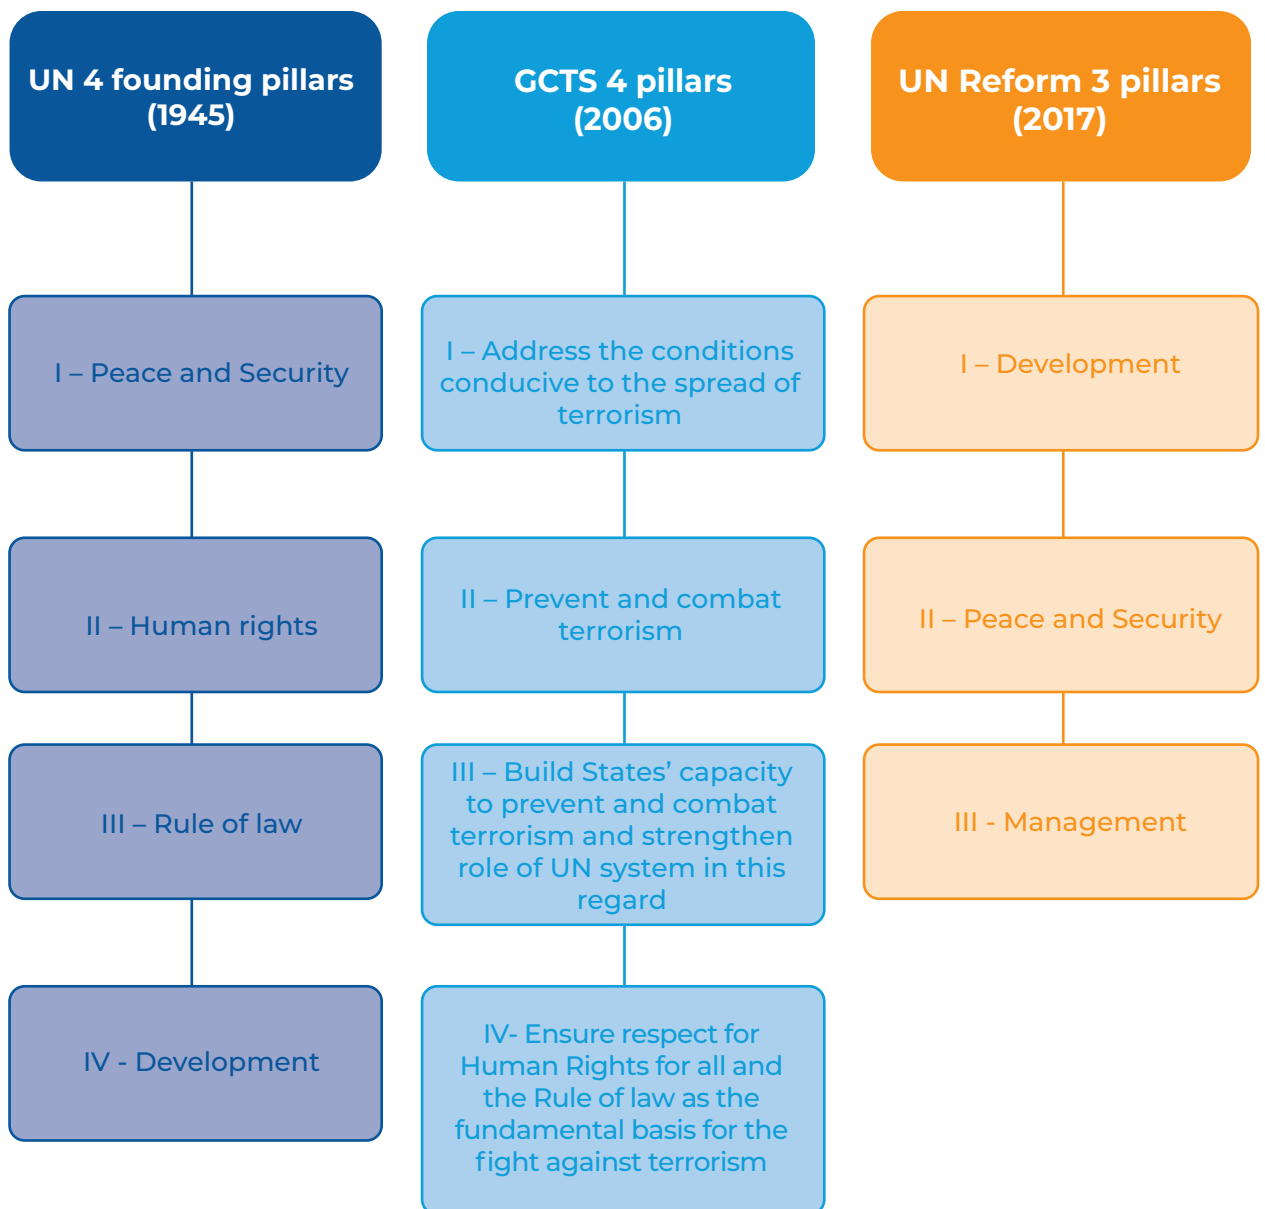 UN 4 founding pillars
(1945)
I – Peace and Security
II – Human rights
III – Rule of law
IV - Development
GCTS 4 pillars
(2006)
I – Address the conditions
conducive to the spread of
terrorism
II – Prevent and combat
terrorism
III – Build States’ capacity
to prevent and combat
terrorism and strengthen
role of UN system in this
regard
IV- Ensure respect for
Human Rights for all and
the Rule of law as the
fundamental basis for the
fight against terrorism
UN Reform 3 pillars
(2017)
I – Development
II – Peace and Security
III - Management